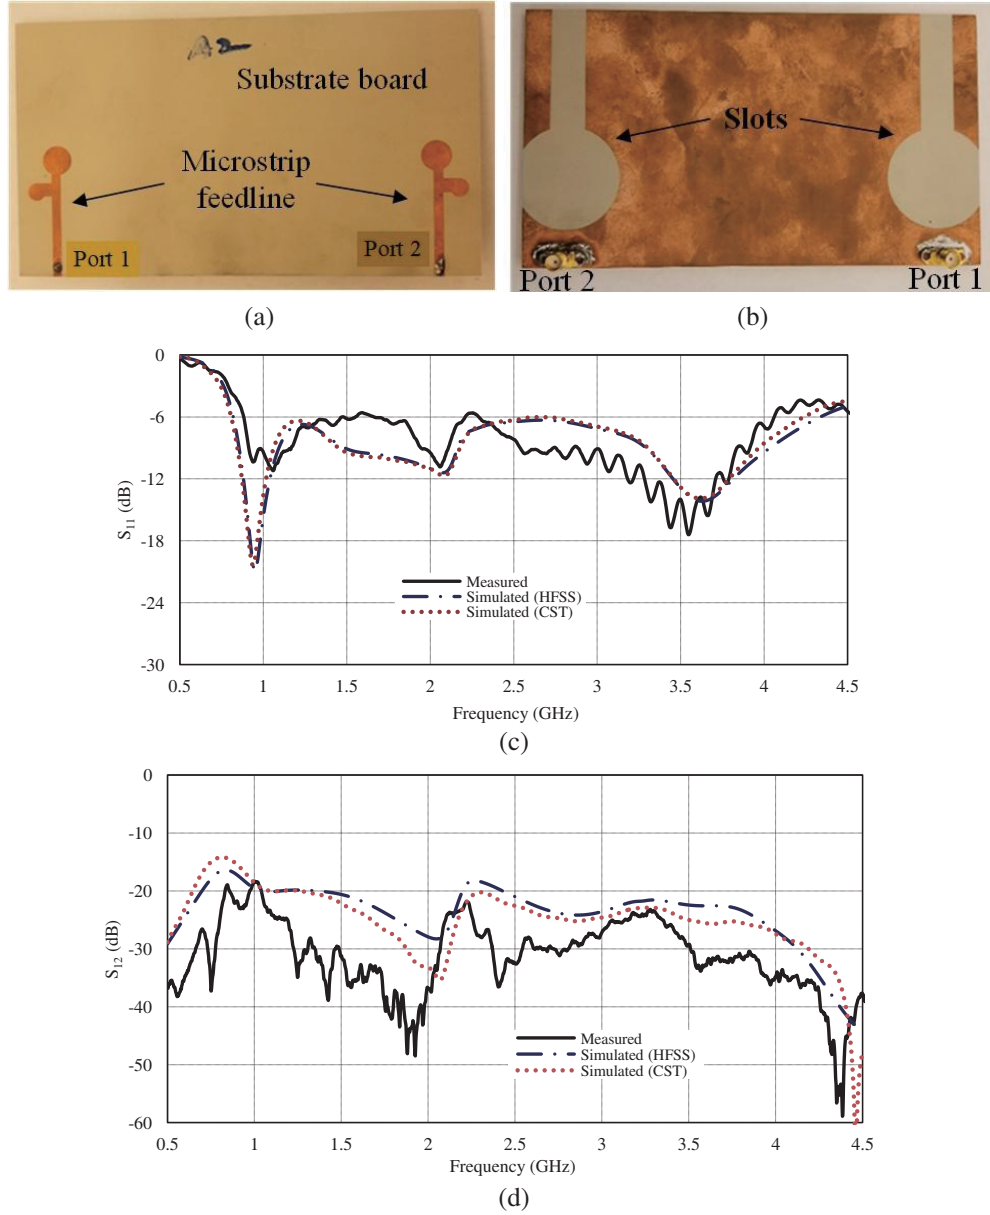 A2
Substrate board
Microstrip
feedline
Port 1
Port 2
(a)
Slots
Port 2
Port 1
(b)
0
-6
-12
-18
-24
-30
S11 (dB)
Measured
Simulated (HFSS)
Simulated (CST)
0.5 1 1.5 2 2.5 3 3.5 4 4.5
Frequency (GHz)
(c)
0
-10
-20
-30
-40
-50
-60
S12 (dB)
Measured
Simulated (HFSS)
Simulated (CST)
0.5 1 1.5 2 2.5 3 3.5 4 4.5
Frequency (GHz)
(d)